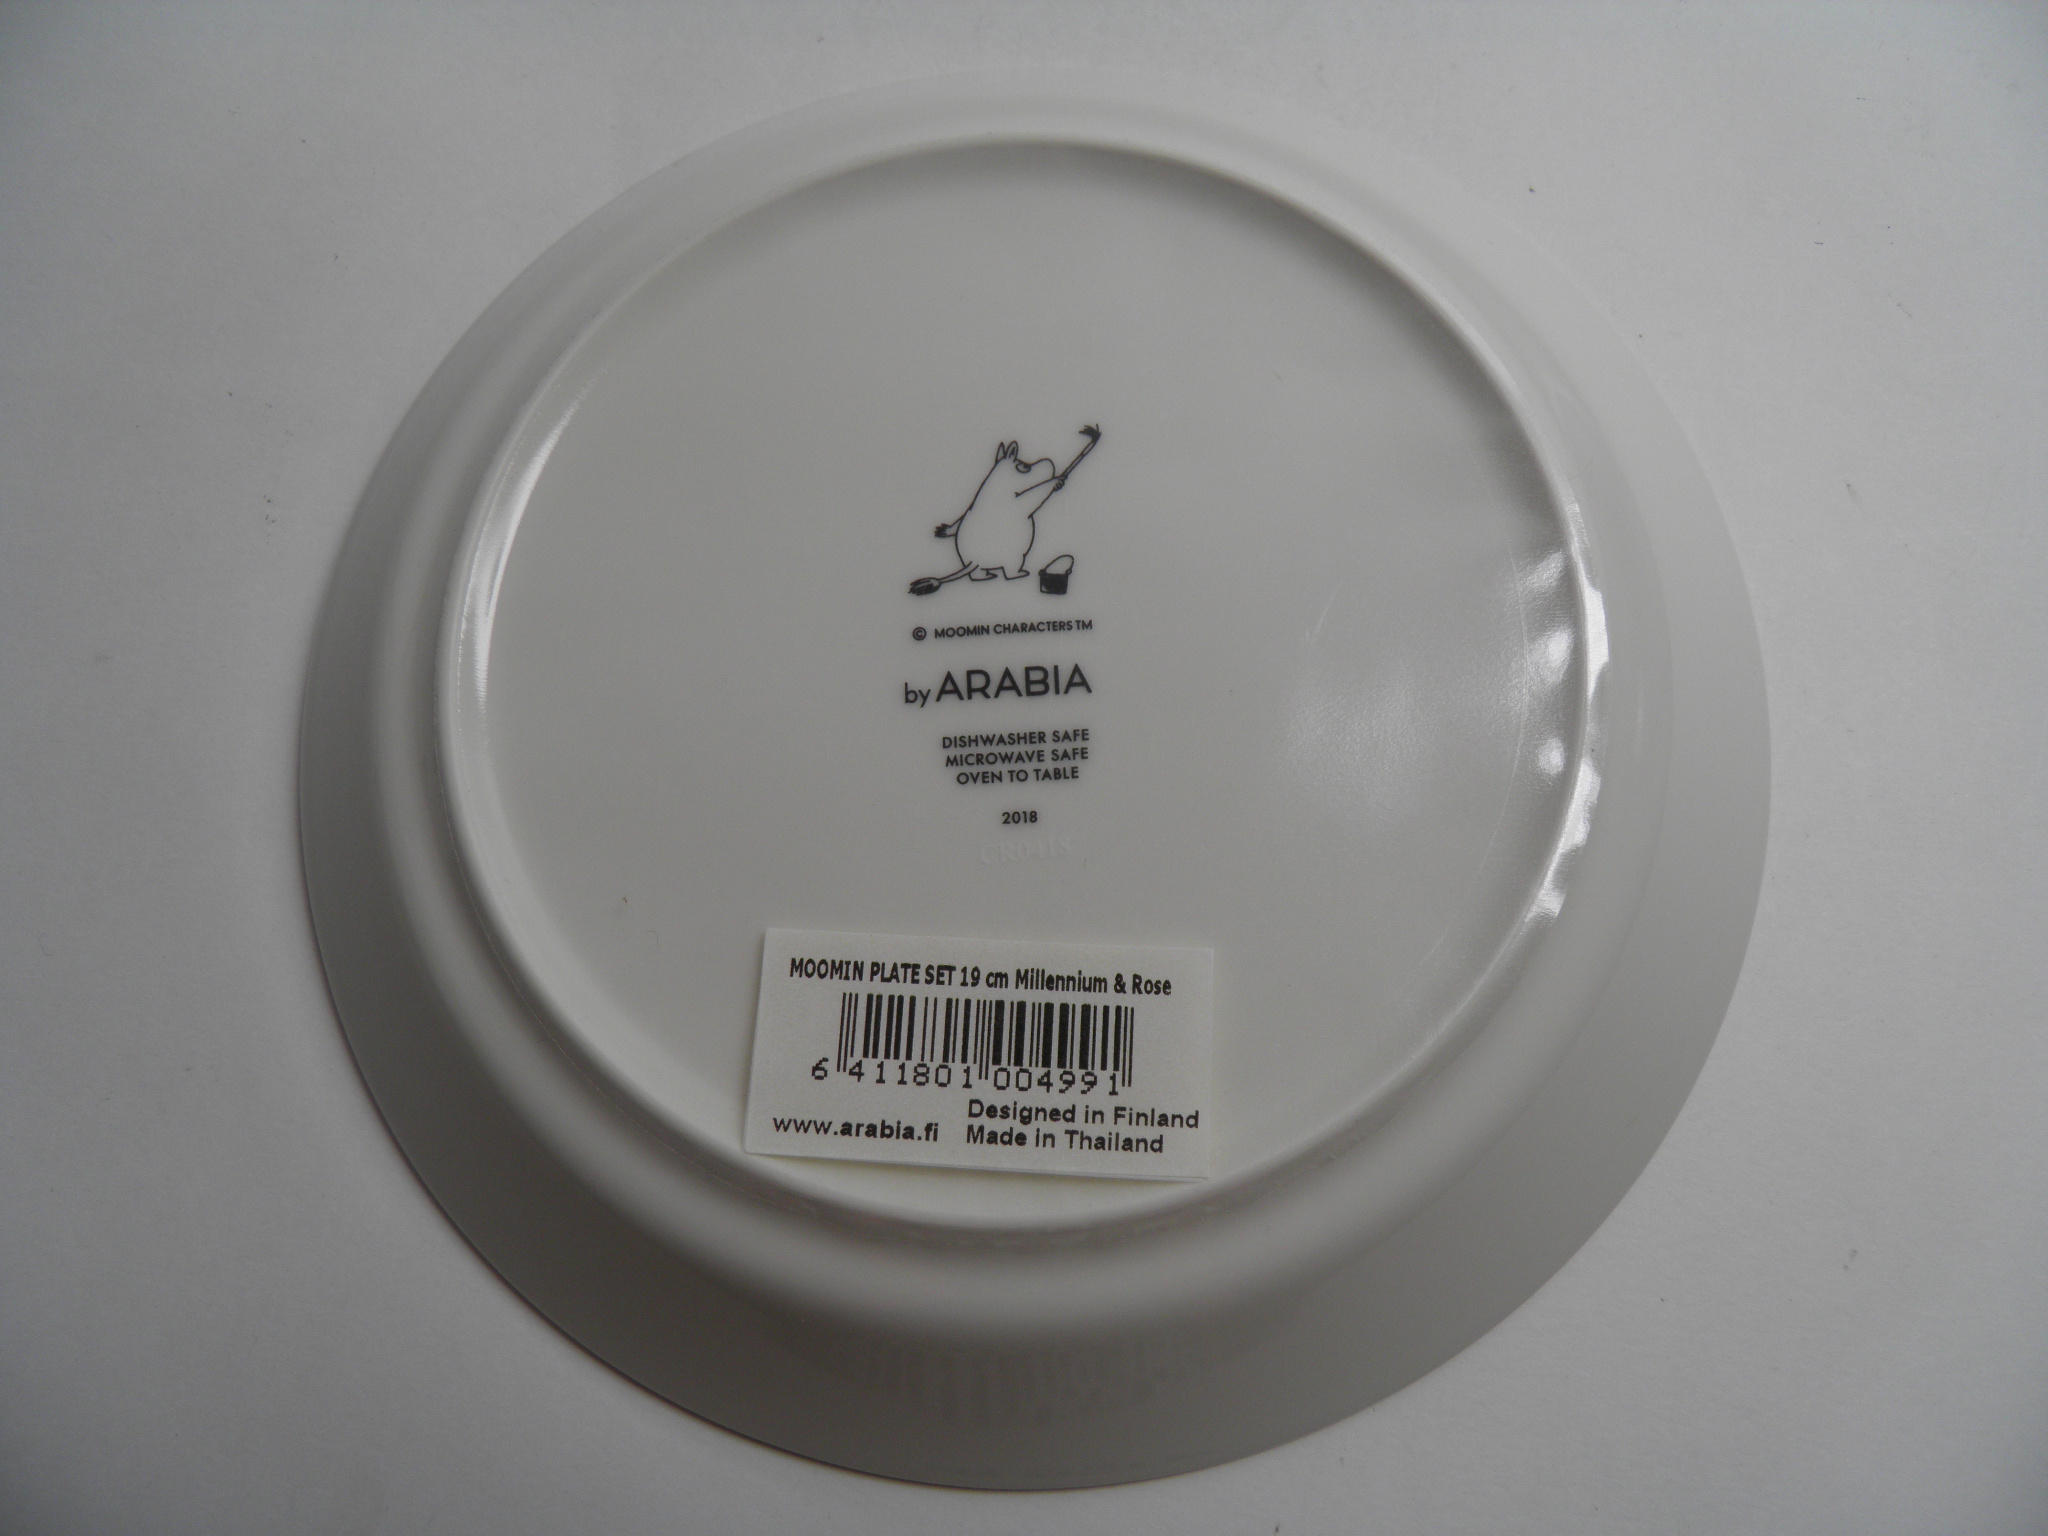 © MOOMIN CHARACTERS TM
by ARABIA
DISHWASHER SAFE
MICROWAVE SAFE
OVEN TO TABLE
2018
MOOMIN PLATE SET 19 cm Millennium & Rose
6 411801 004991
Designed in Finland
www.arabia.fi Made in Thailand